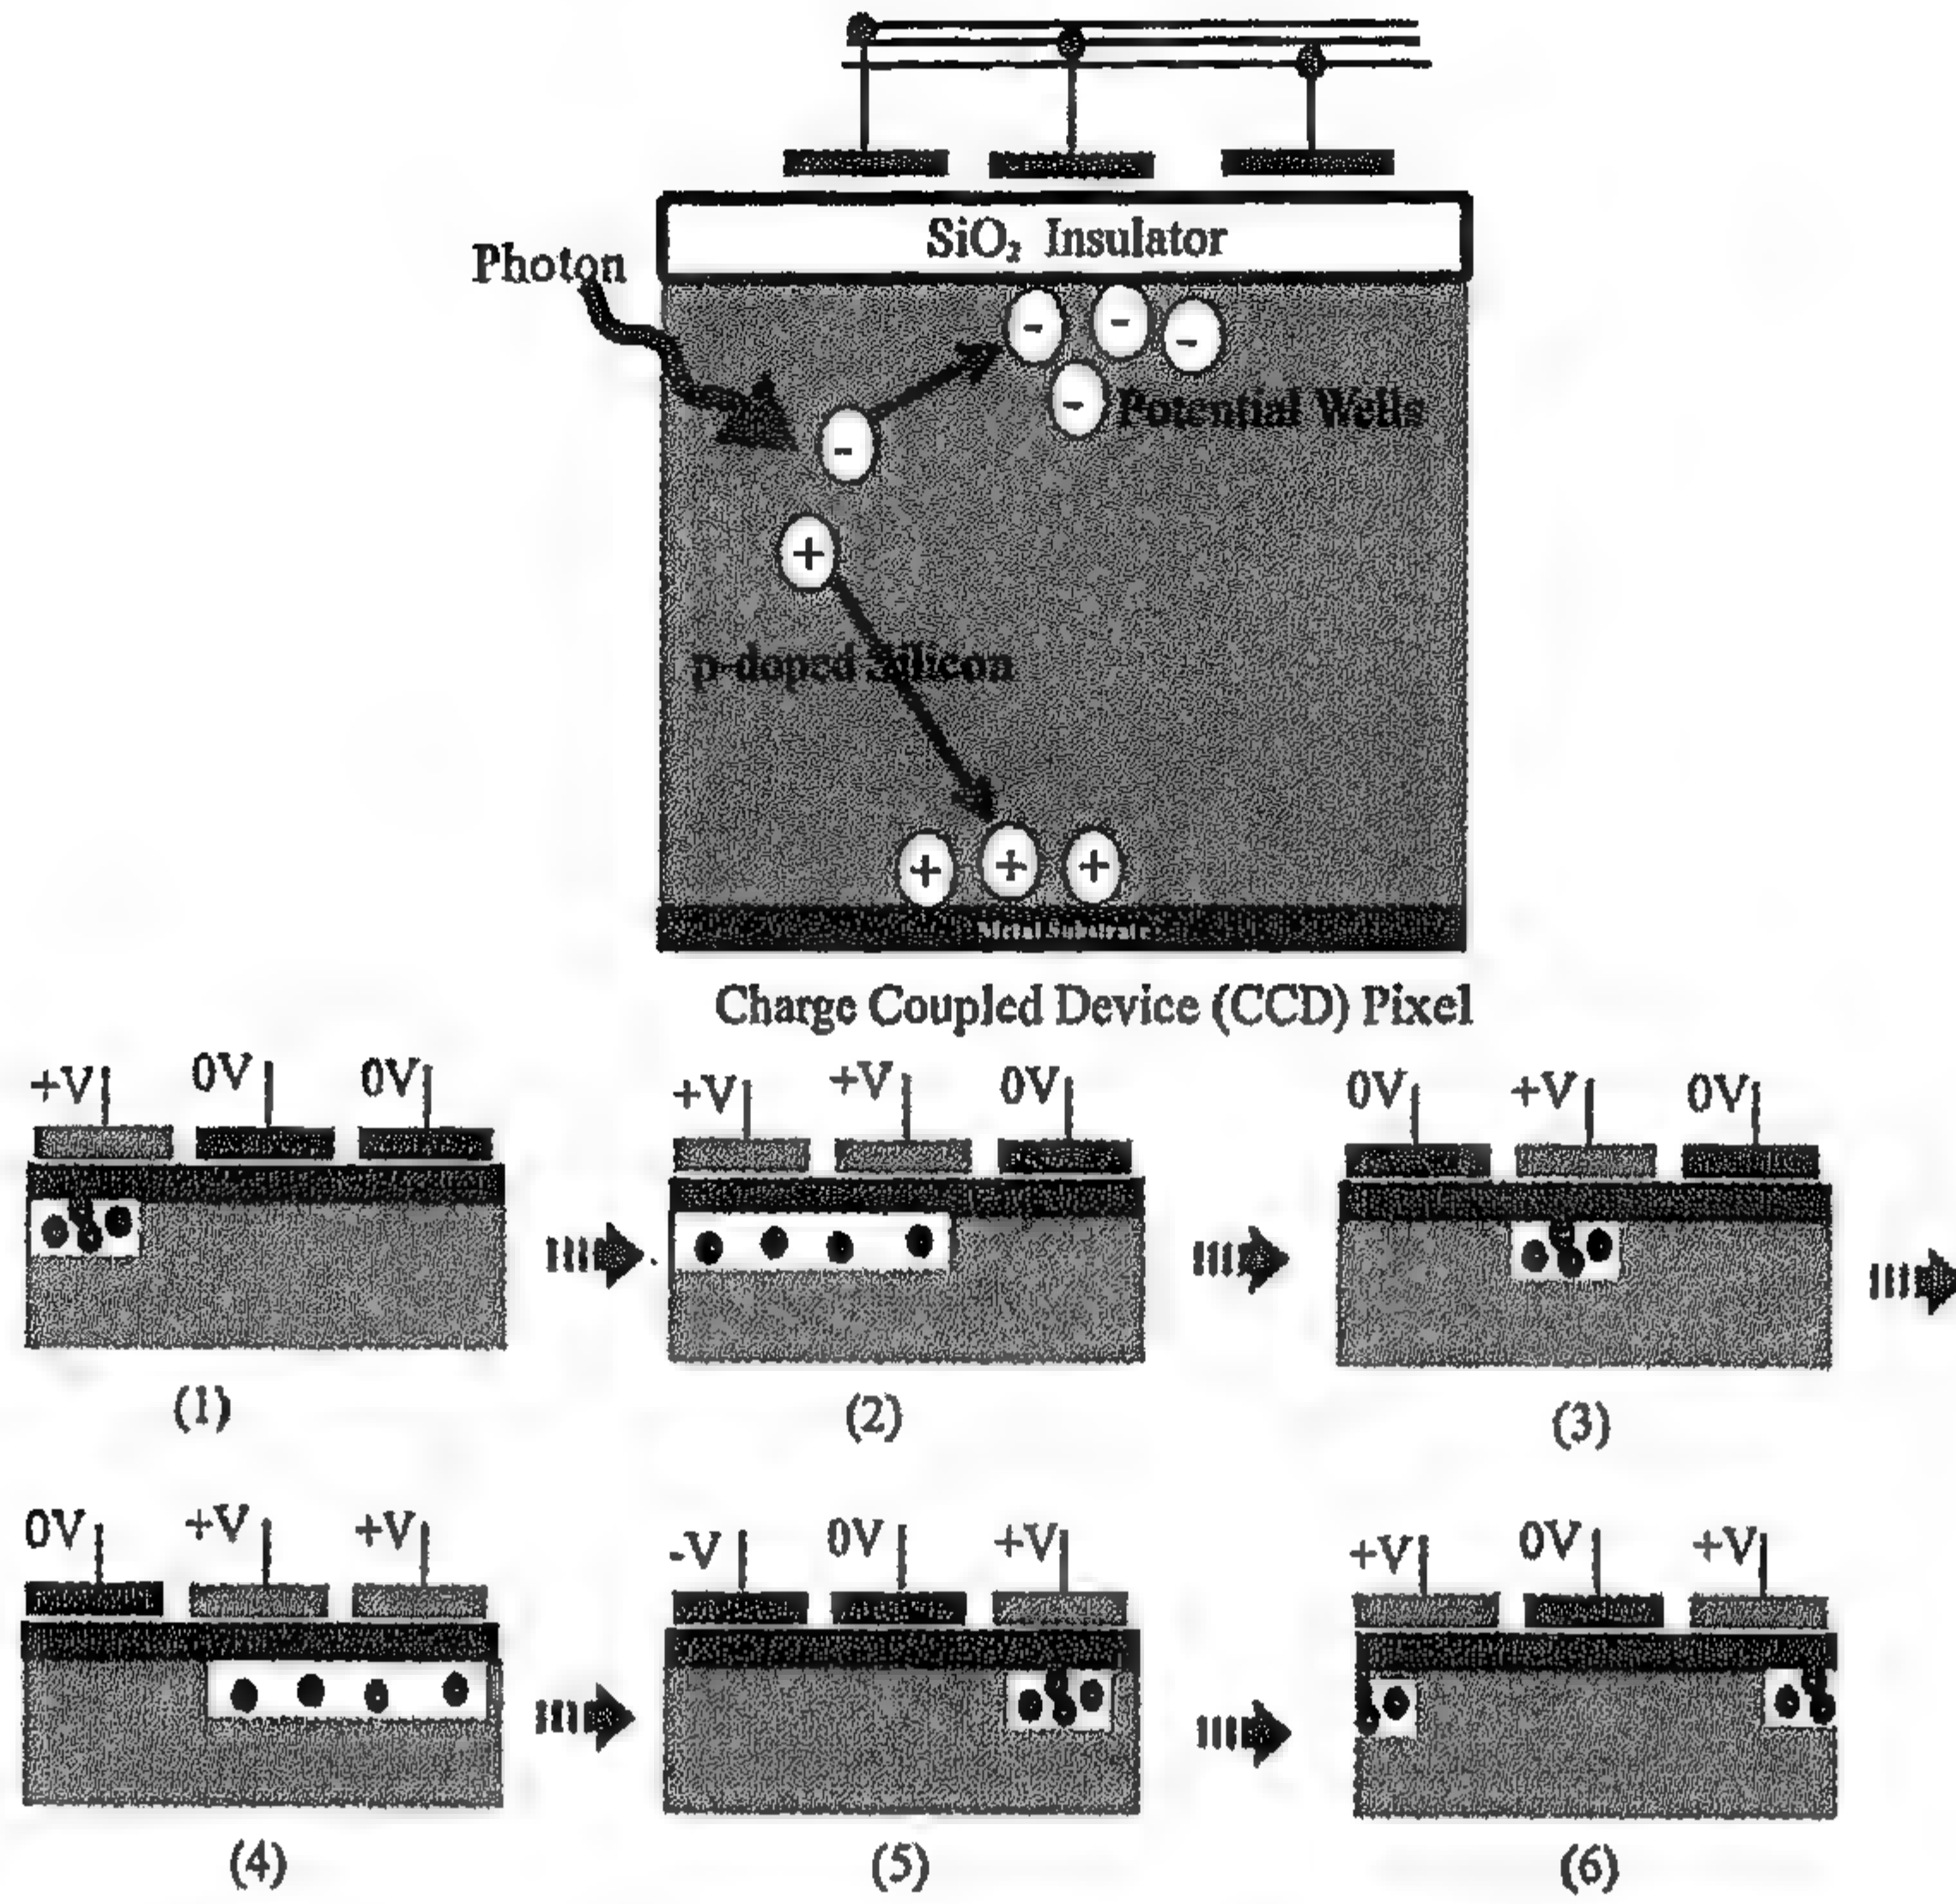 SiO₂ Insulator
Photon
Potential Wells
p-doped Silicon
Metal Substrate
Charge Coupled Device (CCD) Pixel
+V 0V 0V
+V +V 0V
0V +V 0V
(1)
(2)
(3)
0V +V +V
-V 0V +V
+V 0V +V
(4)
(5)
(6)